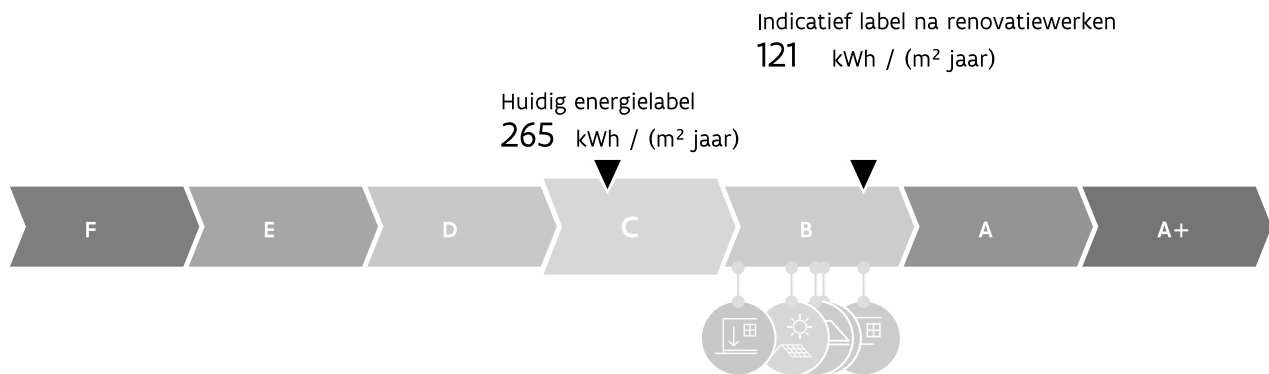 Indicatief label na renovatiewerken
121 kWh / (m² jaar)
Huidig energielabel
265 kWh / (m² jaar)
F E D C B A A+